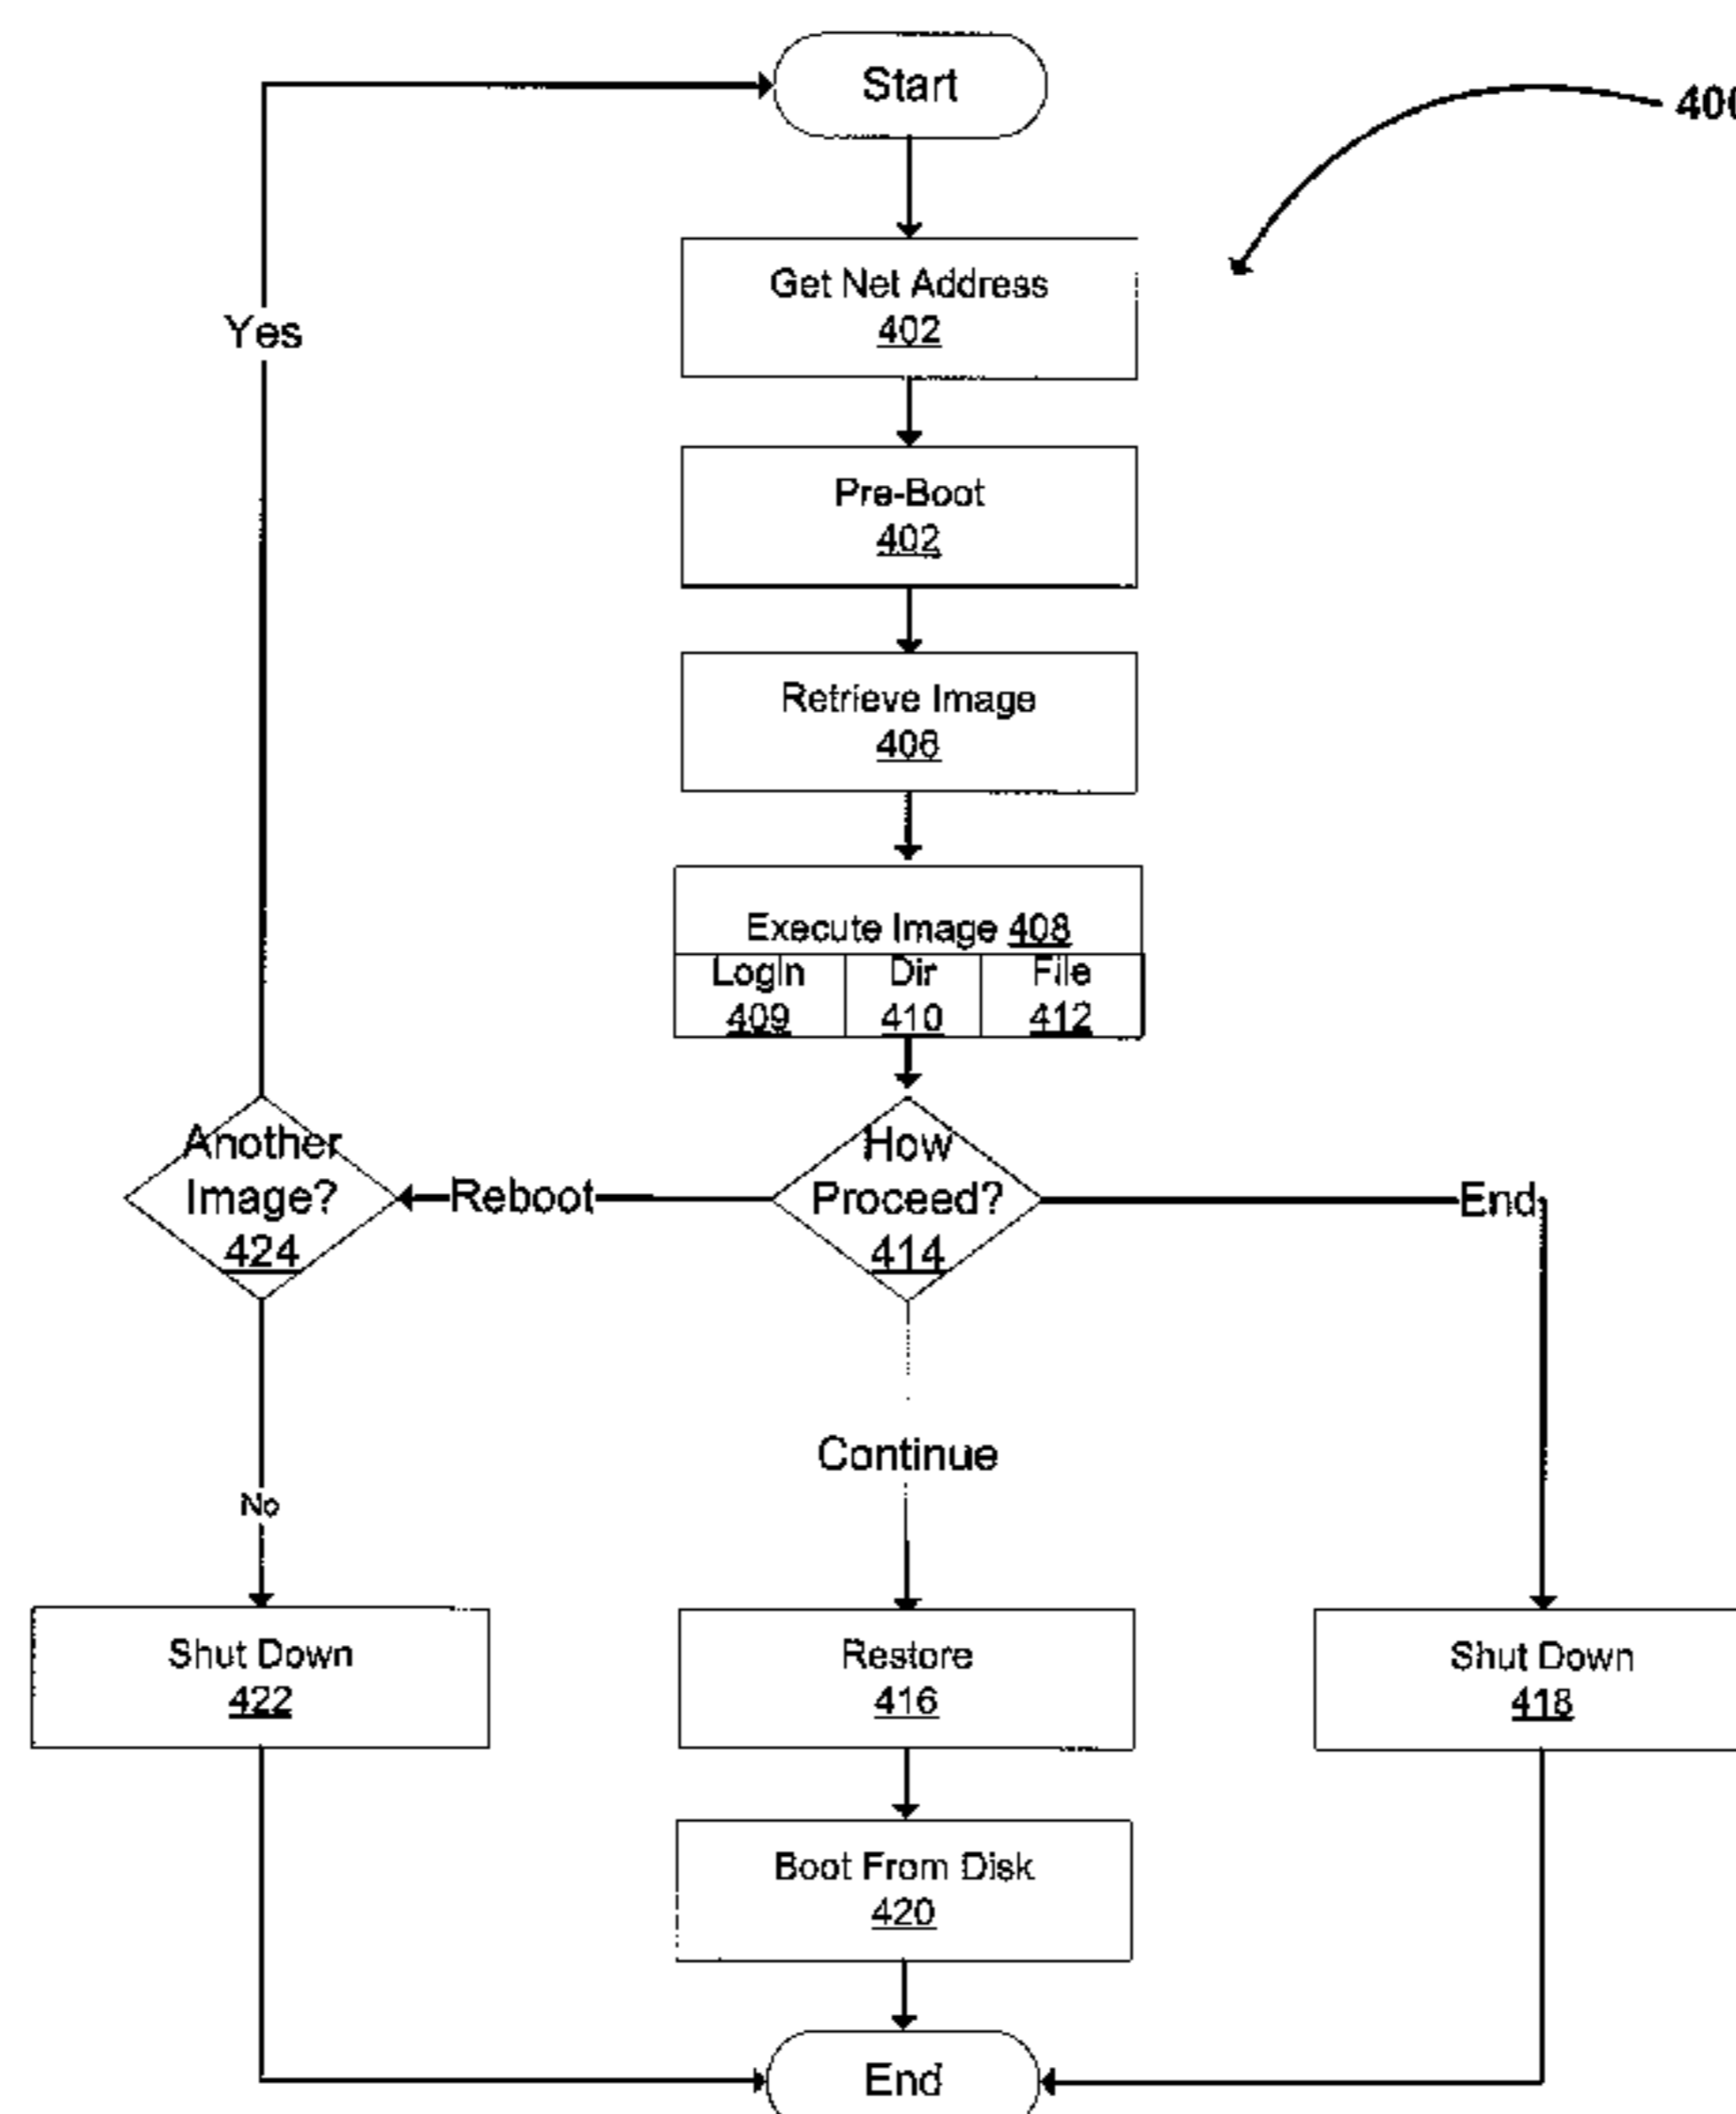 Start
400
Get Net Address
402
Yes
Pre-Boot
402
Retrieve Image
406
Execute Image 408
LogIn
409
Dir
410
File
412
Another
Image?
424
Reboot
How
Proceed?
414
End
Continue
No
Shut Down
422
Restore
416
Shut Down
418
Boot From Disk
420
End